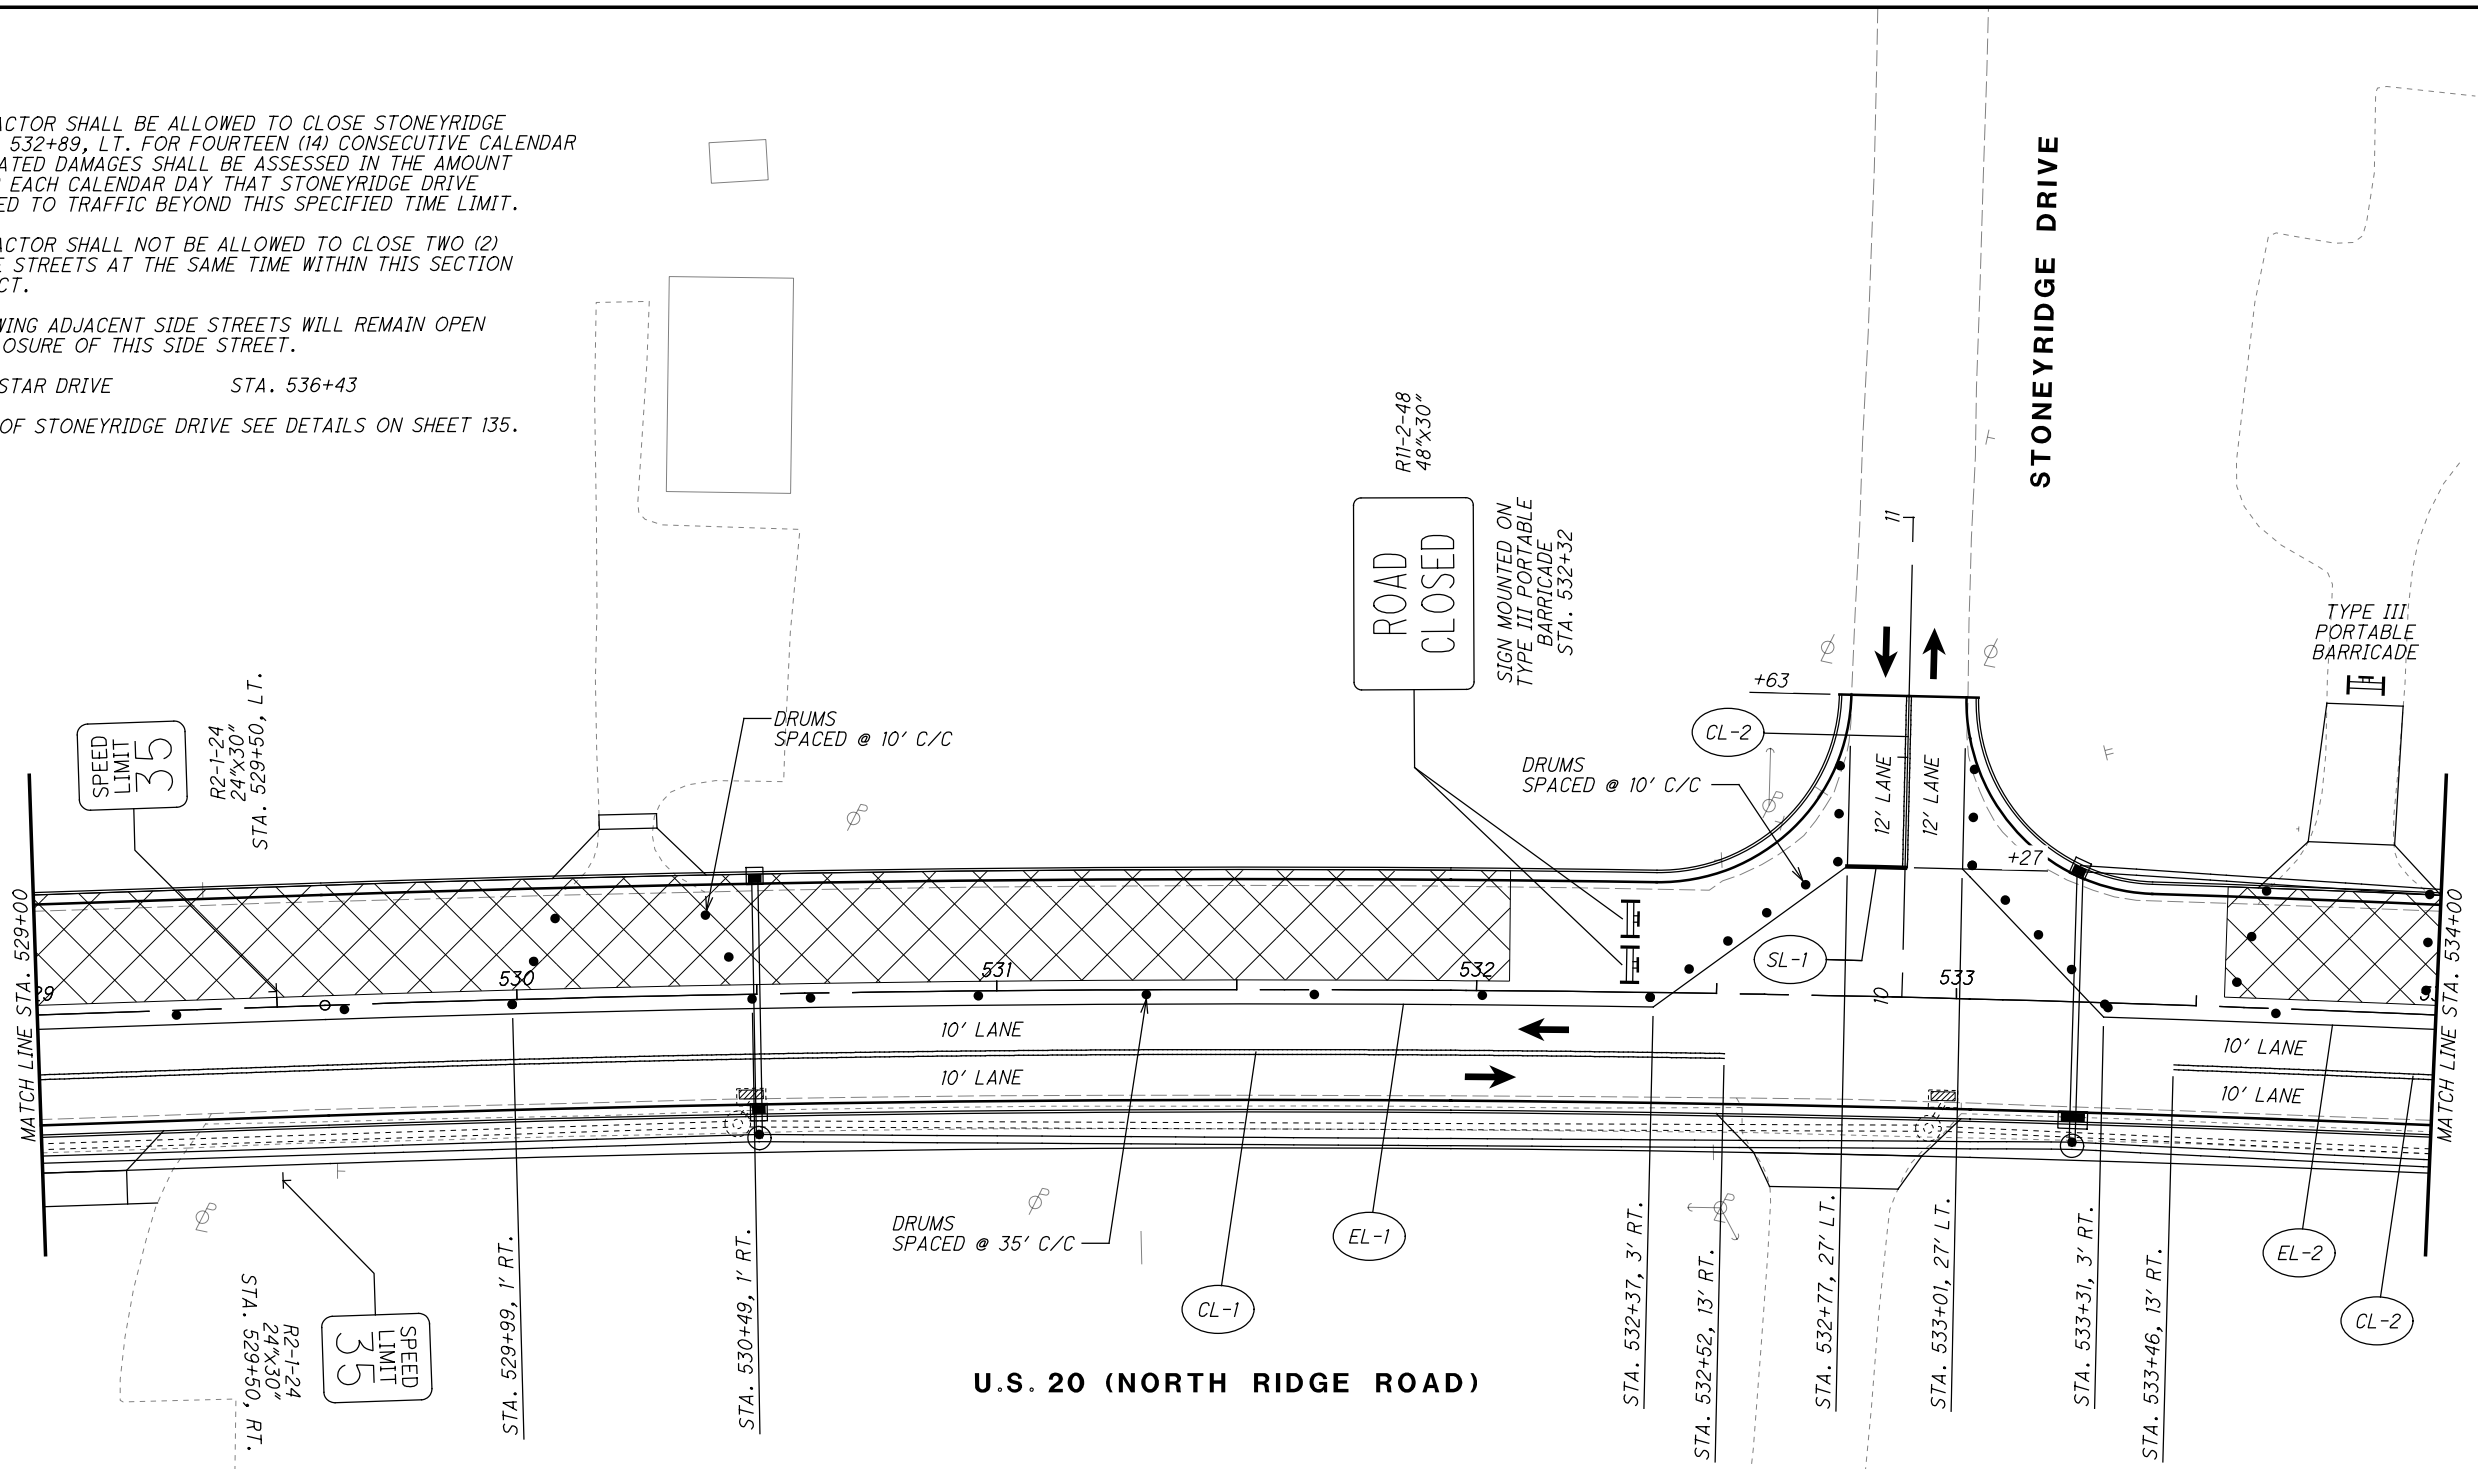 ACTOR SHALL BE ALLOWED TO CLOSE STONEYRIDGE
532+89, LT. FOR FOURTEEN (14) CONSECUTIVE CALENDAR
ATED DAMAGES SHALL BE ASSESSED IN THE AMOUNT
EACH CALENDAR DAY THAT STONEYRIDGE DRIVE
ED TO TRAFFIC BEYOND THIS SPECIFIED TIME LIMIT.
ACTOR SHALL NOT BE ALLOWED TO CLOSE TWO (2)
E STREETS AT THE SAME TIME WITHIN THIS SECTION
CT.
WING ADJACENT SIDE STREETS WILL REMAIN OPEN
OSURE OF THIS SIDE STREET.
STAR DRIVE STA. 536+43
OF STONEYRIDGE DRIVE SEE DETAILS ON SHEET 135.
STONEYRIDGE DRIVE
R11-2-48
48"x30"
ROAD
CLOSED
SIGN MOUNTED ON
TYPE III PORTABLE
BARRICADE
STA. 532+32
11
TYPE III
PORTABLE
BARRICADE
SPEED
LIMIT
35
R2-1-24
24"x30"
STA. 529+50, LT.
DRUMS
SPACED @ 10' C/C
+63
CL-2
DRUMS
SPACED @ 10' C/C
12' LANE
12' LANE
+27
MATCH LINE STA. 529+00
29
530
531
532
SL-1
10
533
53
MATCH LINE STA. 534+00
10' LANE
10' LANE
10' LANE
10' LANE
DRUMS
SPACED @ 35' C/C
EL-1
CL-1
EL-2
CL-2
STA. 529+99, 1' RT.
STA. 530+49, 1' RT.
STA. 532+37, 3' RT.
STA. 532+52, 13' RT.
STA. 532+77, 27' LT.
STA. 533+01, 27' LT.
STA. 533+31, 3' RT.
STA. 533+46, 13' RT.
R2-1-24
24"x30"
STA. 529+50, RT.
SPEED
LIMIT
35
U.S. 20 (NORTH RIDGE ROAD)